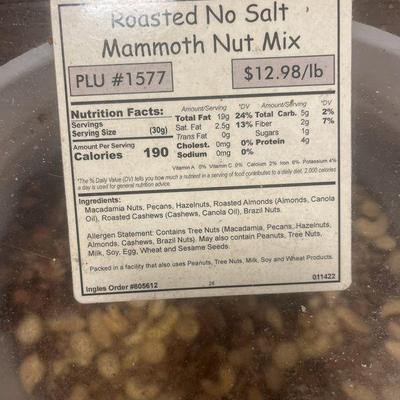 Roasted No Salt
Mammoth Nut Mix
PLU #1577
$12.98/lb
Nutrition Facts:
Servings
Serving Size (30g)
Amount Per Serving
Calories 190
Amount/Serving %DV
Total Fat 19g 24%
Sat. Fat 2.5g 13%
Trans Fat 0g
Cholest. 0mg 0%
Sodium 0mg 0%
Amount/Serving %DV
Total Carb. 5g 2%
Fiber 2g 7%
Sugars 1g
Protein 4g
Vitamin A 0% Vitamin C 0% Calcium 2% Iron 6% Potassium 4%
*The % Daily Value (DV) tells you how much a nutrient in a serving of food contributes to a daily diet. 2,000 calories
a day is used for general nutrition advice.
Ingredients:
Macadamia Nuts, Pecans, Hazelnuts, Roasted Almonds (Almonds, Canola
Oil), Roasted Cashews (Cashews, Canola Oil), Brazil Nuts.
Allergen Statement: Contains Tree Nuts (Macadamia, Pecans, Hazelnuts,
Almonds, Cashews, Brazil Nuts). May also contain Peanuts, Tree Nuts,
Milk, Soy, Egg, Wheat and Sesame Seeds.
Packed in a facility that also uses Peanuts, Tree Nuts, Milk, Soy and Wheat Products.
Ingles Order #805612
011422